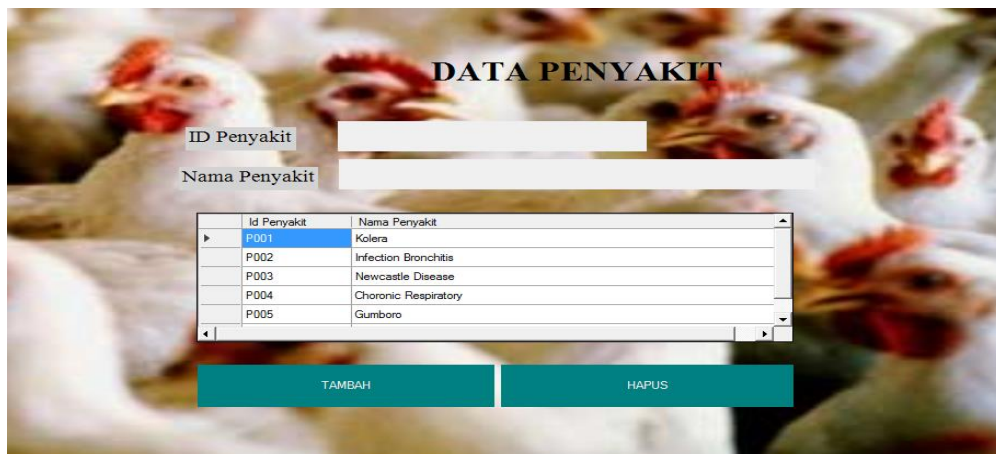 DATA PENYAKIT
ID Penyakit
Nama Penyakit
Id Penyakit Nama Penyakit
P001 Kolera
P002 Infection Bronchitis
P003 Newcastle Disease
P004 Choronic Respiratory
P005 Gumboro
TAMBAH HAPUS